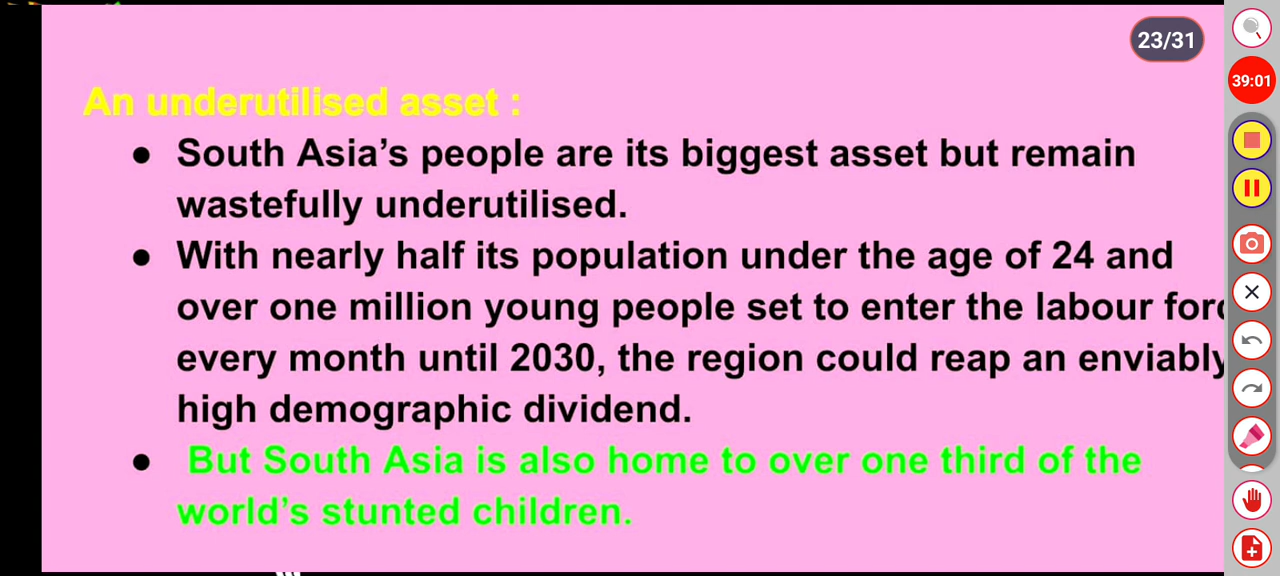 23/31
39:01
An underutilised asset :
● South Asia's people are its biggest asset but remain
wastefully underutilised.
● With nearly half its population under the age of 24 and
over one million young people set to enter the labour forc
every month until 2030, the region could reap an enviably
high demographic dividend.
● But South Asia is also home to over one third of the
world's stunted children.